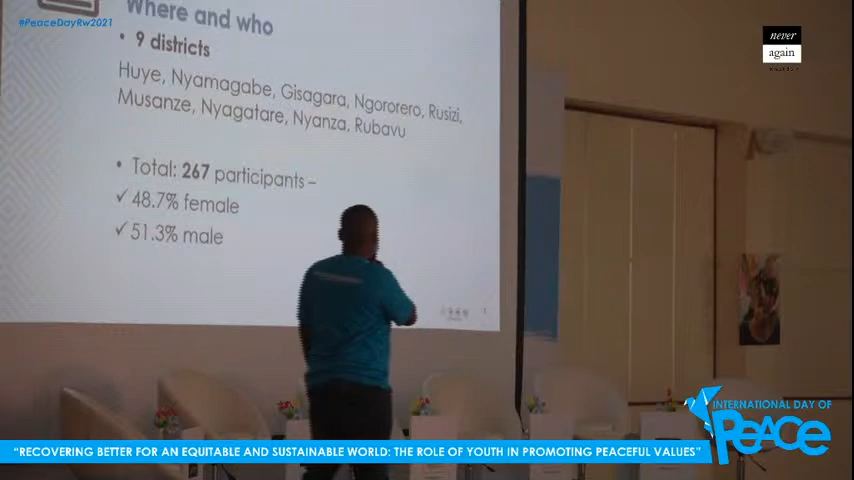 #PeaceDayRw2021
Where and who
• 9 districts
Huye, Nyamagabe, Gisagara, Ngororero, Rusizi,
Musanze, Nyagatare, Nyanza, Rubavu
• Total: 267 participants –
✓ 48.7% female
✓ 51.3% male
never
again
INTERNATIONAL DAY OF
PEACE
“RECOVERING BETTER FOR AN EQUITABLE AND SUSTAINABLE WORLD: THE ROLE OF YOUTH IN PROMOTING PEACEFUL VALUES”